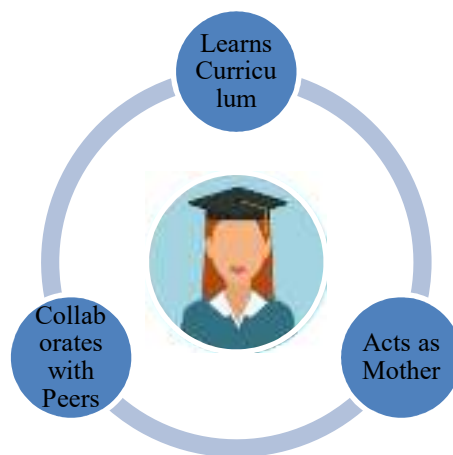 Learns
Curricu
lum
Collab
orates
with
Peers
Acts as
Mother